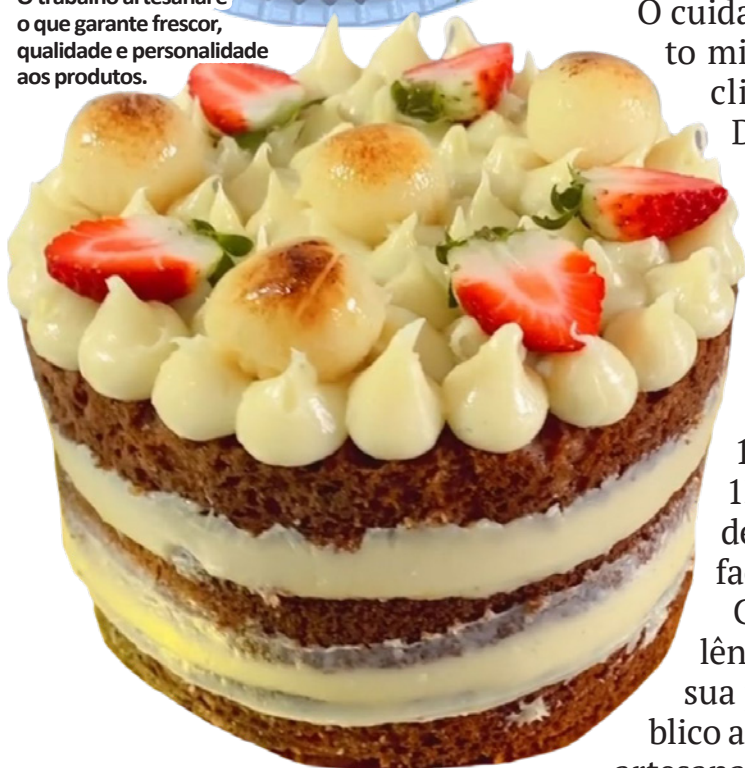 o que garante frescor,
qualidade e personalidade
aos produtos.
O cuida
to mi
cli
D
1
1
de
fa
lên
sua
blico a